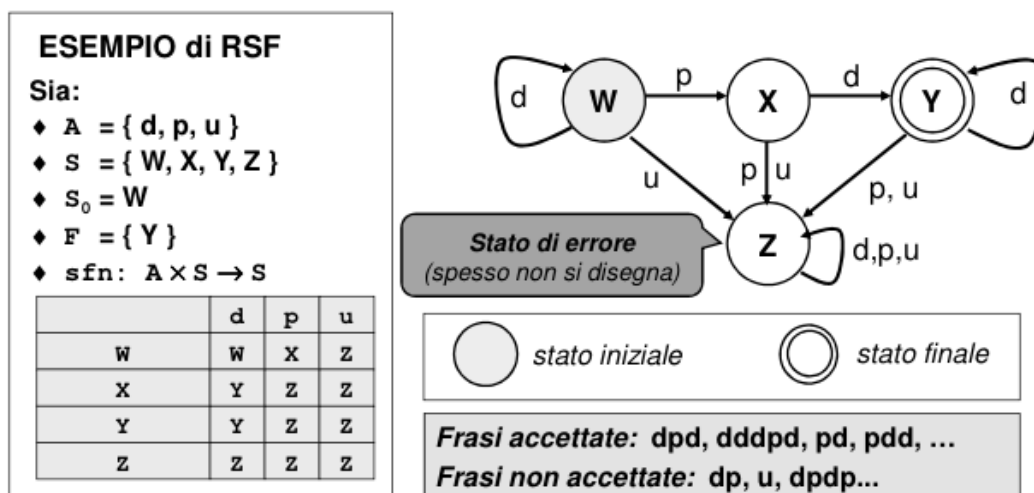 ESEMPIO di RSF
Sia:
♦ A = { d, p, u }
♦ S = { W, X, Y, Z }
♦ S0 = W
♦ F = { Y }
♦ sfn: A × S → S
d p u
W W X Z
X Y Z Z
Y Y Z Z
Z Z Z Z
d W p X d Y d
u p u p, u
Stato di errore
(spesso non si disegna)
Z d,p,u
stato iniziale stato finale
Frasi accettate: dpd, dddpd, pd, pdd, …
Frasi non accettate: dp, u, dpdp...